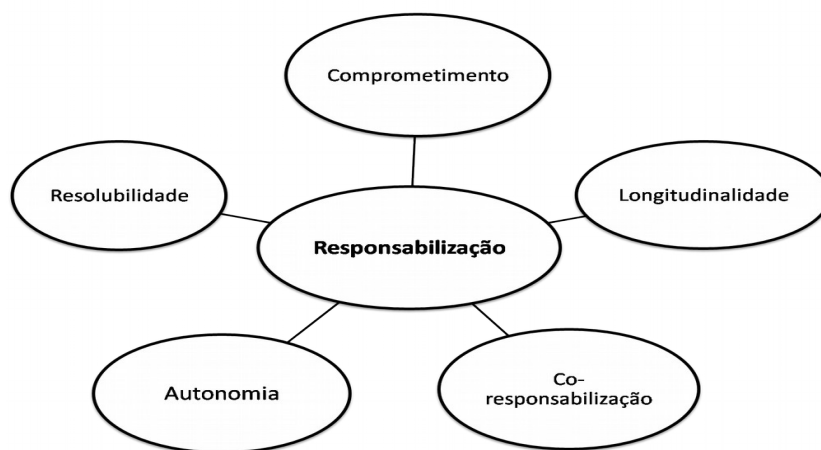 Comprometimento
Resolubilidade
Longitudinalidade
Responsabilização
Autonomia
Co-
responsabilização